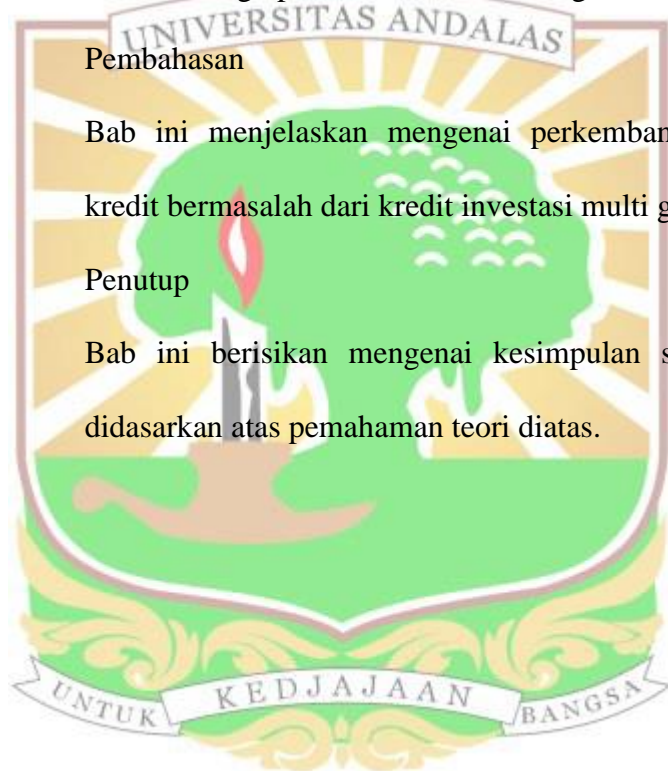 UNIVERSITAS ANDALAS
Pembahasan
Bab ini menjelaskan mengenai perkemban
kredit bermasalah dari kredit investasi multi g
Penutup
Bab ini berisikan mengenai kesimpulan s
didasarkan atas pemahaman teori diatas.
UNTUK KEDJAJAAN BANGSA